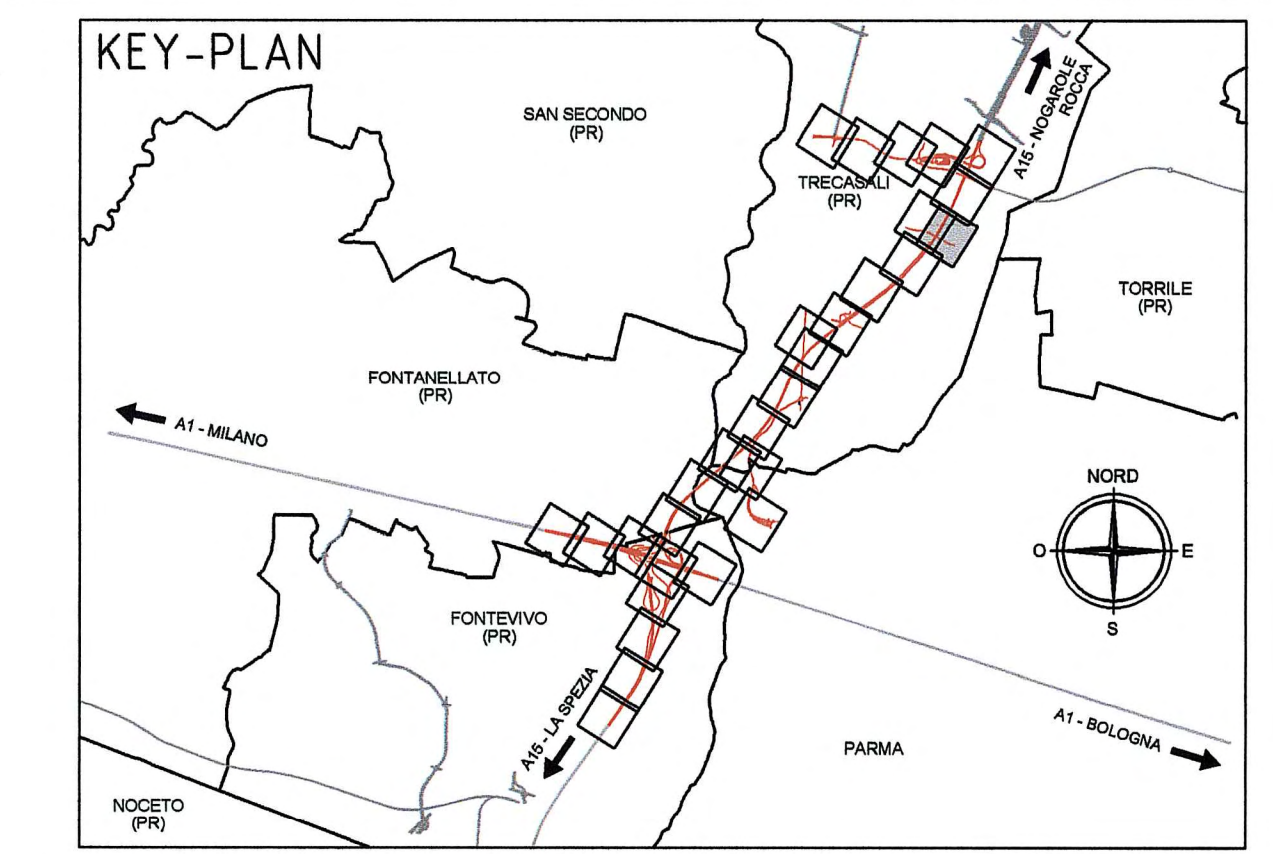 KEY-PLAN
SAN SECONDO
(PR)
A15 - NOGAROLE
ROCCA
TRECASALI
(PR)
TORRILE
(PR)
FONTANELLATO
(PR)
A1 - MILANO
NORD
O
E
S
FONTEVIVO
(PR)
A15 - LA SPEZIA
A1 - BOLOGNA
PARMA
NOCETO
(PR)